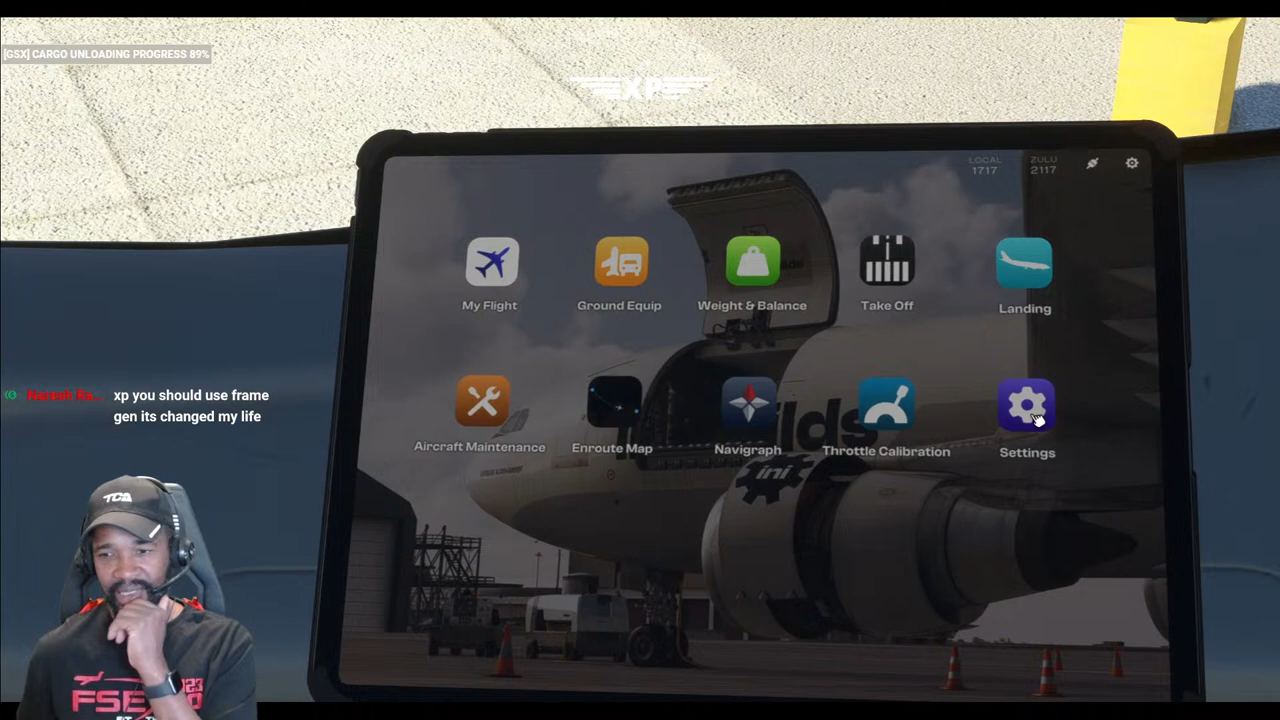 [GSX] CARGO UNLOADING PROGRESS 89%
XP
LOCAL
1717
ZULU
2117
My Flight
Ground Equip
Weight & Balance
Take Off
Landing
Aircraft Maintenance
Enroute Map
Navigraph
Throttle Calibration
Settings
ini
xp you should use frame
gen its changed my life
TCA